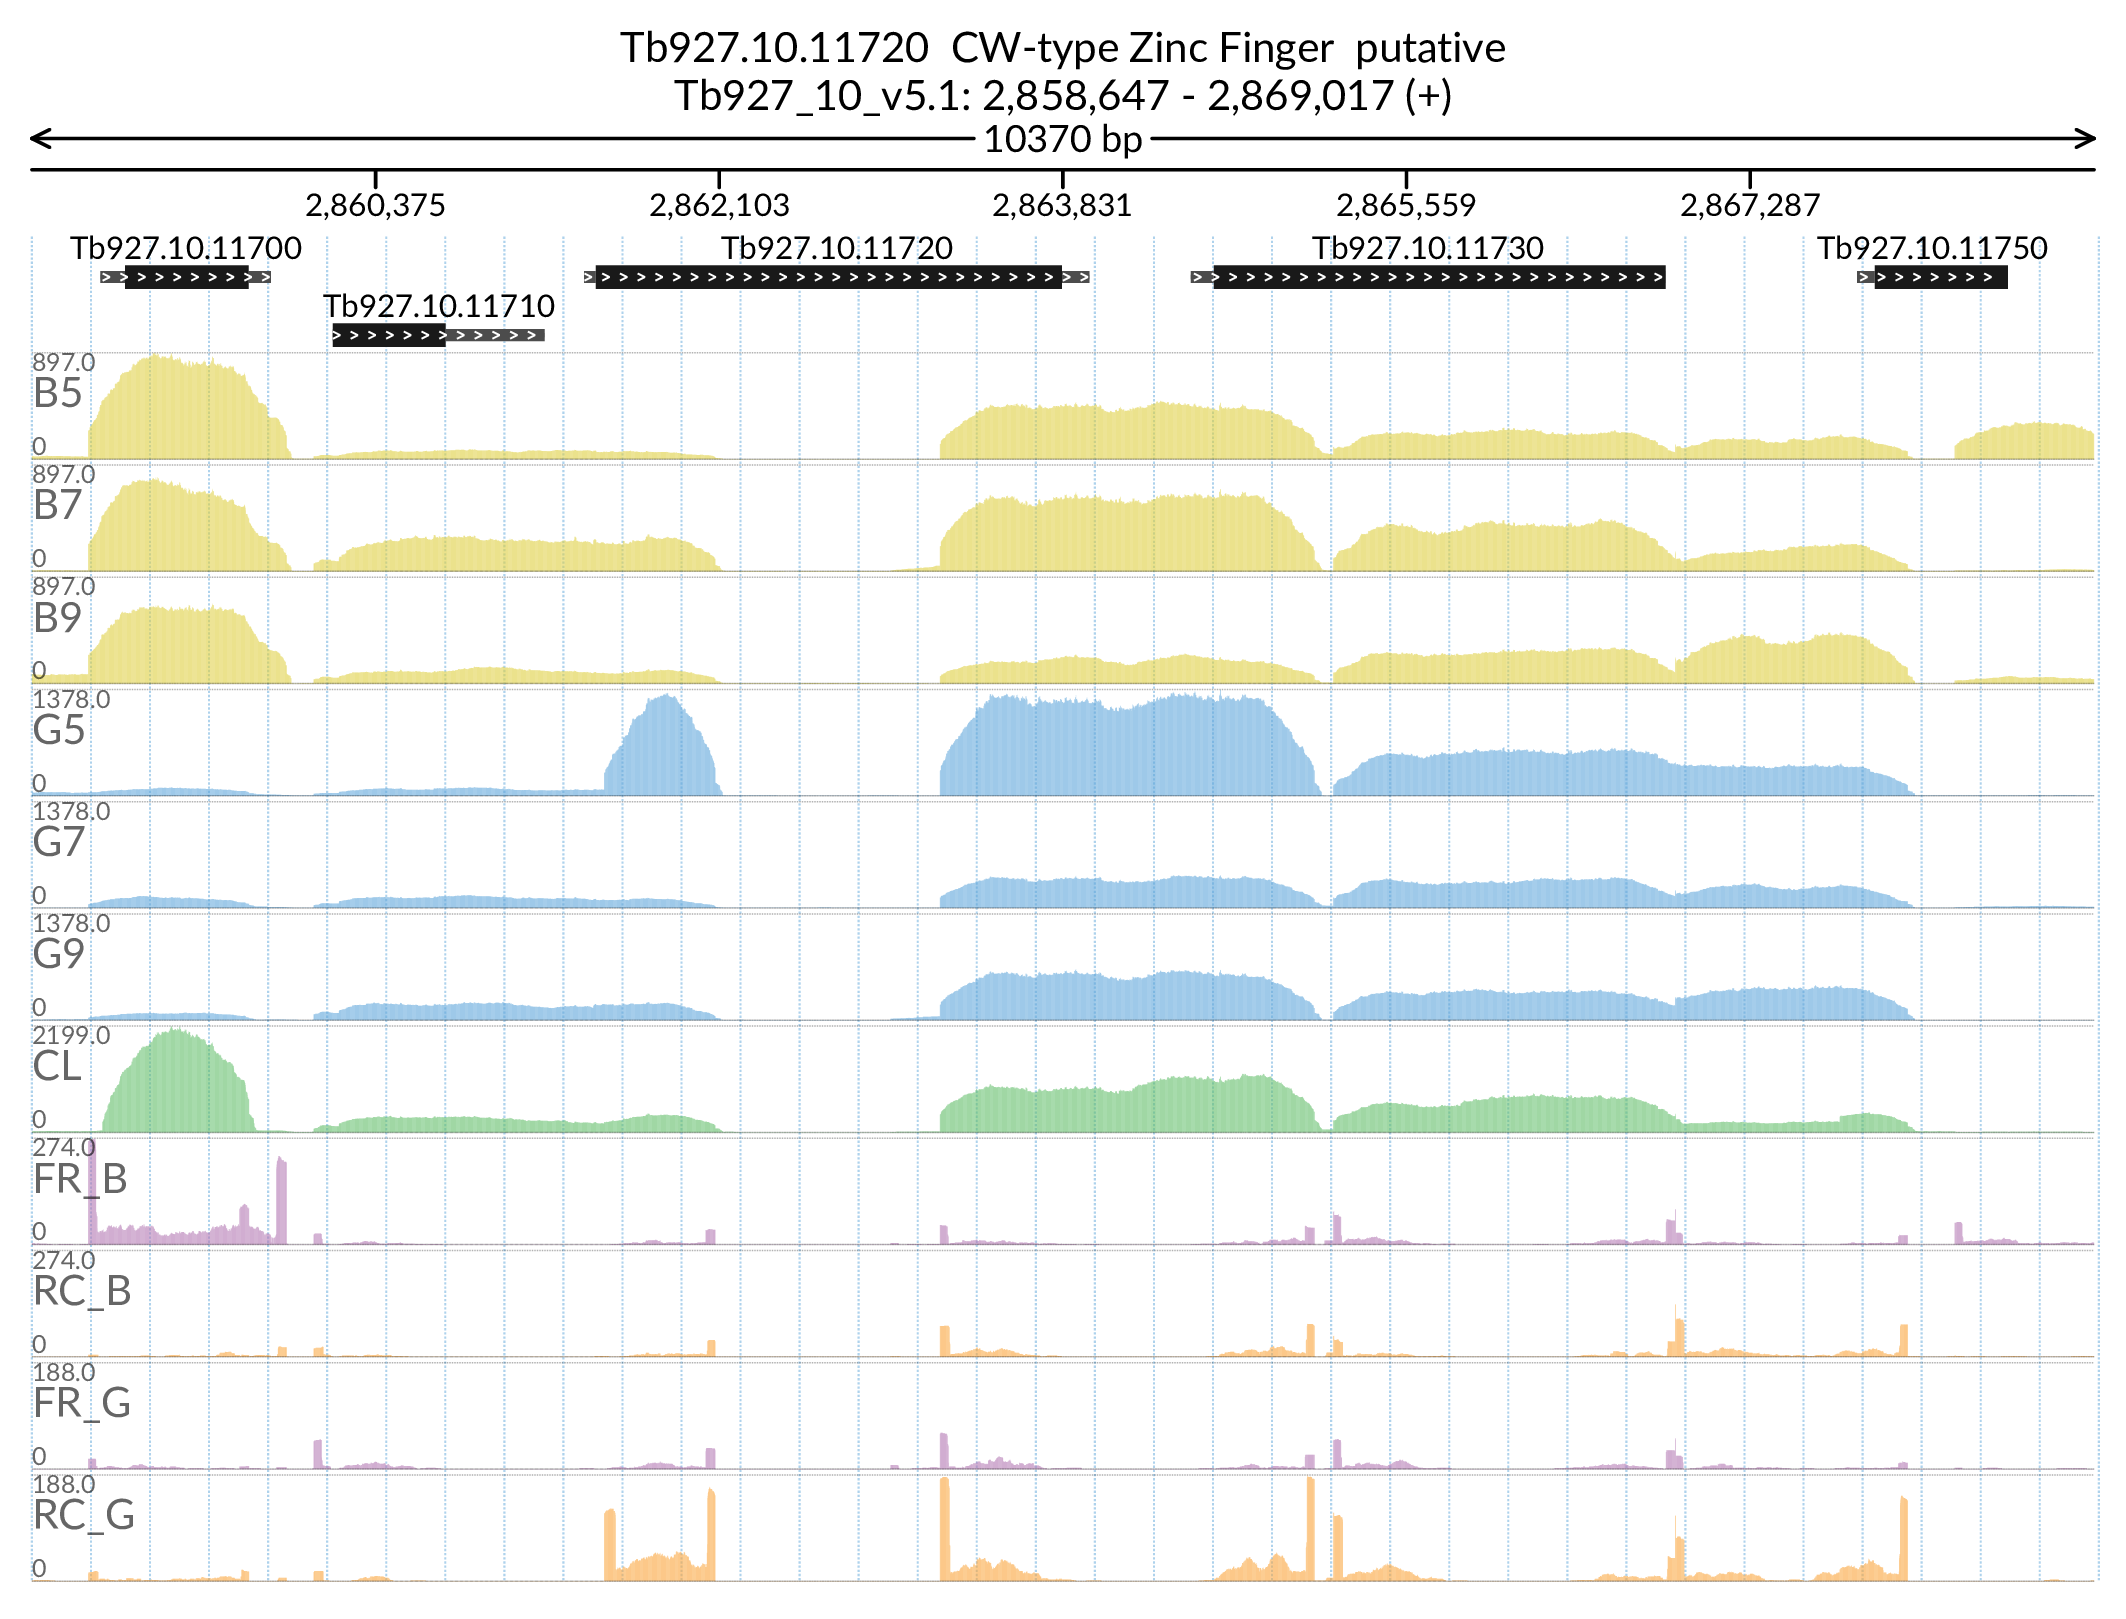 Tb927.10.11720  CW-type Zinc Finger  putative
Tb927_10_v5.1: 2,858,647 - 2,869,017 (+)
10370 bp
2,860,375
2,862,103
2,863,831
2,865,559
2,867,287
Tb927.10.11700
Tb927.10.11720
Tb927.10.11730
Tb927.10.11750
Tb927.10.11710
897.0
B5
0
897.0
B7
0
897.0
B9
0
1378.0
G5
0
1378.0
G7
0
1378.0
G9
0
2199.0
CL
0
274.0
FR_B
0
274.0
RC_B
0
188.0
FR_G
0
188.0
RC_G
0